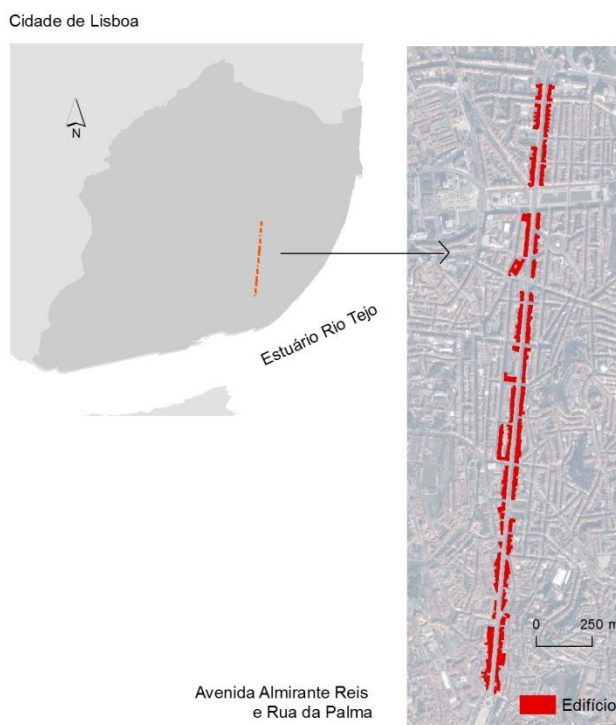 Cidade de Lisboa
N
Estuário Rio Tejo
0 250 m
Avenida Almirante Reis
e Rua da Palma
Edifício